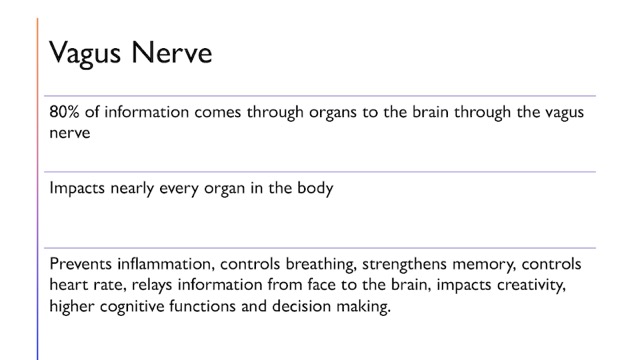 Vagus Nerve
80% of information comes through organs to the brain through the vagus
nerve
Impacts nearly every organ in the body
Prevents inflammation, controls breathing, strengthens memory, controls
heart rate, relays information from face to the brain, impacts creativity,
higher cognitive functions and decision making.